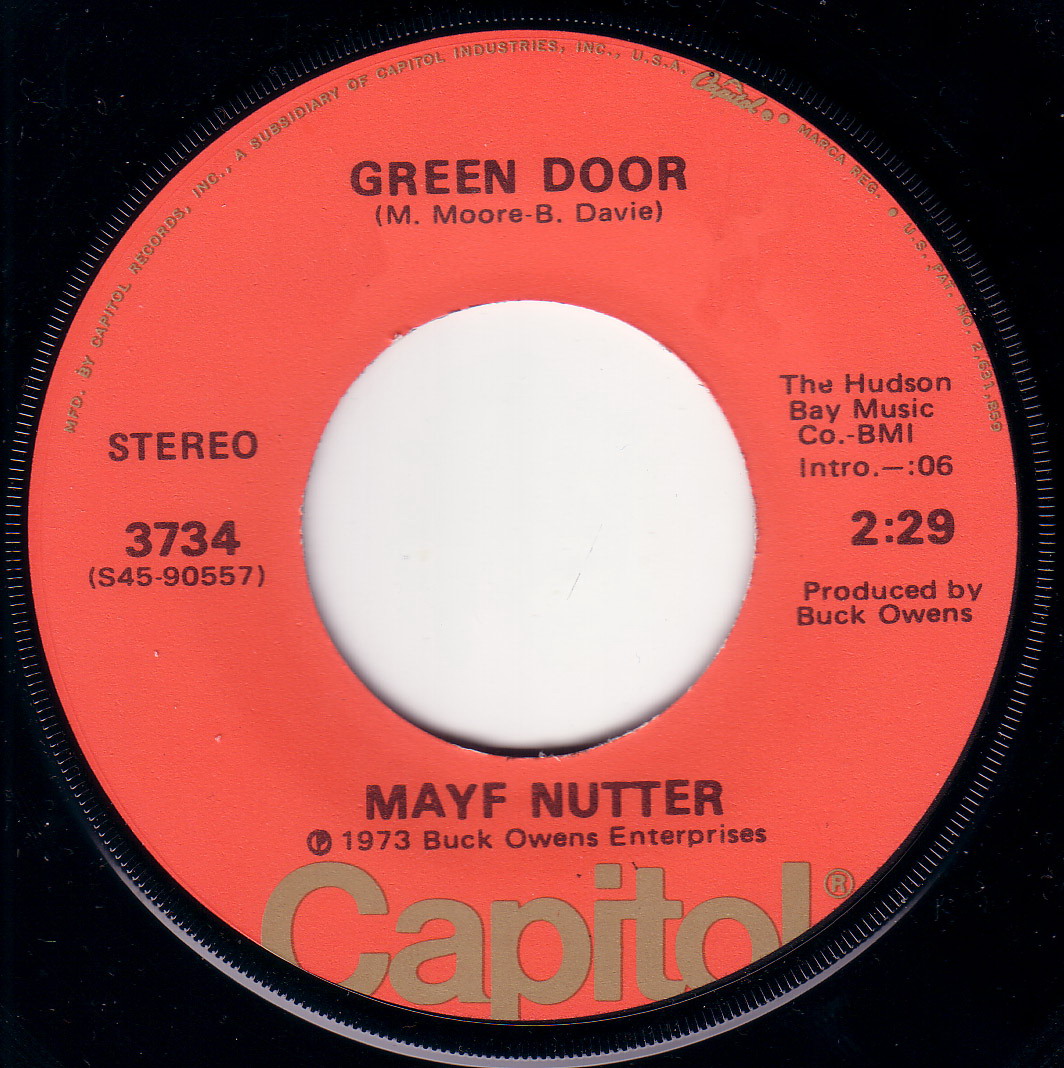 MFD. BY CAPITOL RECORDS, INC., A SUBSIDIARY OF CAPITOL INDUSTRIES, INC., U.S.A. Capitol ● ● MARCA REG. ● U.S. PAT. NO. 2,631,859
GREEN DOOR
(M. Moore-B. Davie)
STEREO
3734
(S45-90557)
The Hudson
Bay Music
Co.-BMI
Intro.—:06
2:29
Produced by
Buck Owens
MAYF NUTTER
℗ 1973 Buck Owens Enterprises
Capitol®